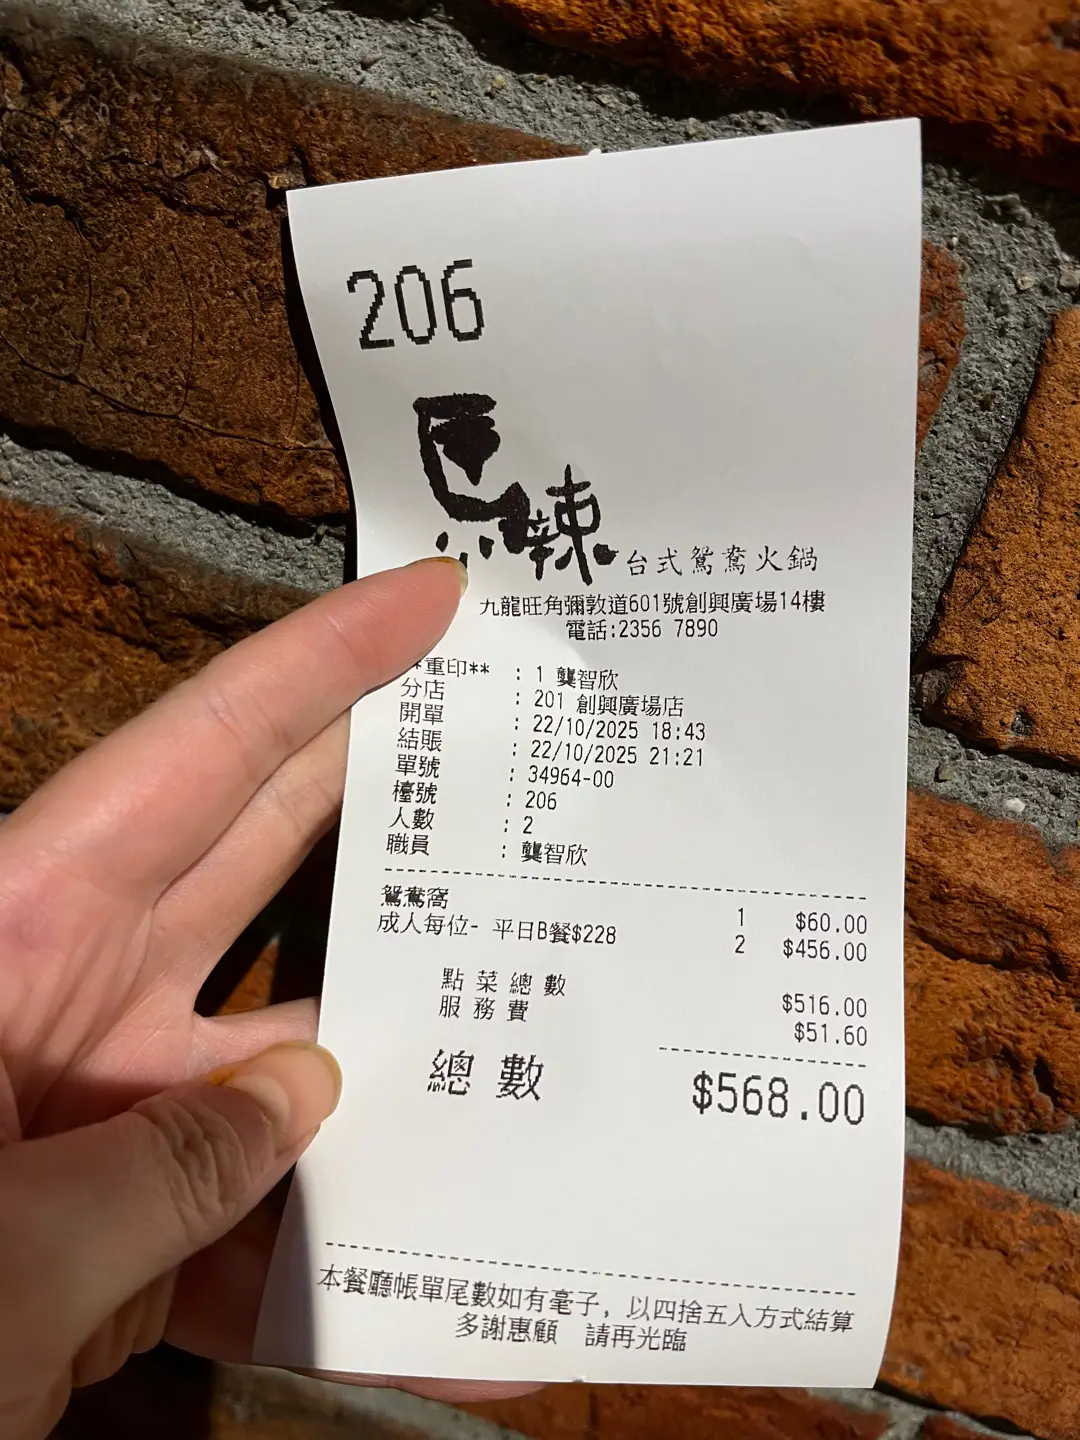 206
馬辣 台式鴛鴦火鍋
九龍旺角彌敦道601號創興廣場14樓
電話:2356 7890
*重印** : 1 龔智欣
分店 : 201 創興廣場店
開單 : 22/10/2025 18:43
結賬 : 22/10/2025 21:21
單號 : 34964-00
檯號 : 206
人數 : 2
職員 : 龔智欣
鴛鴦窩 1 $60.00
成人每位- 平日B餐$228 2 $456.00
點菜總數 $516.00
服務費 $51.60
總數 $568.00
本餐廳帳單尾數如有毫子, 以四捨五入方式結算
多謝惠顧 請再光臨